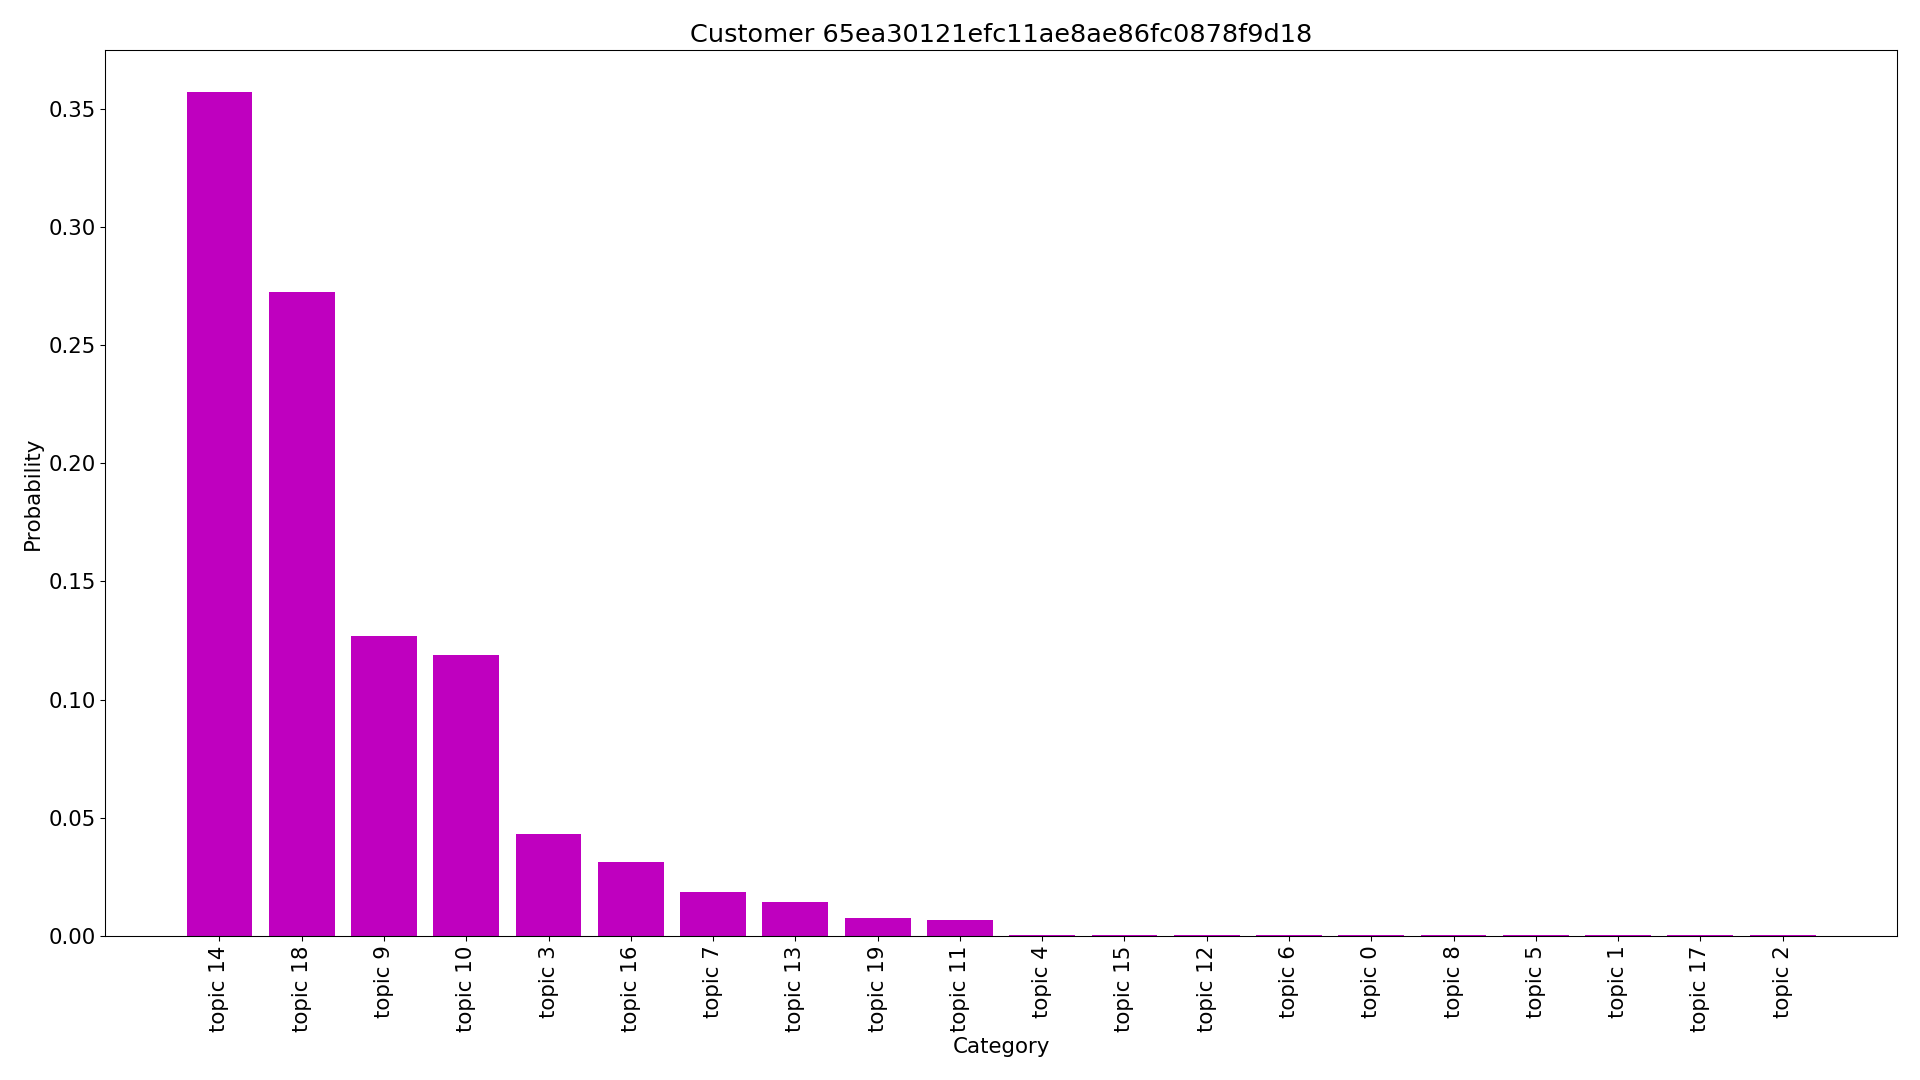 Customer 65ea30121efc11ae8ae86fc0878f9d18
Probability
0.35
0.30
0.25
0.20
0.15
0.10
0.05
0.00
topic 14
topic 18
topic 9
topic 10
topic 3
topic 16
topic 7
topic 13
topic 19
topic 11
topic 4
topic 15
topic 12
topic 6
topic 0
topic 8
topic 5
topic 1
topic 17
topic 2
Category